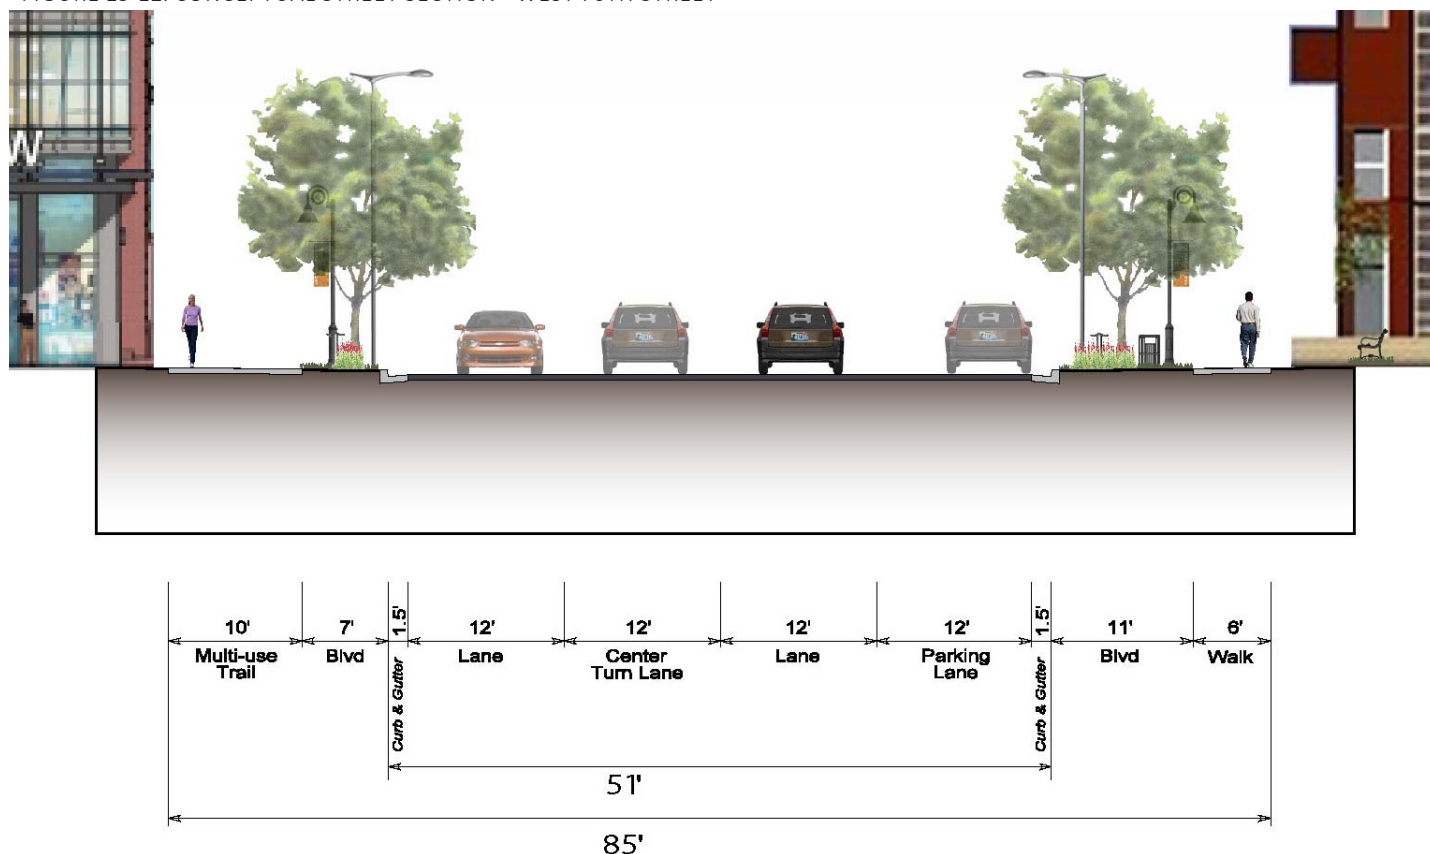 W
10'
7'
1.5'
12'
12'
12'
12'
1.5'
11'
6'
Multi-use
Trail
Blvd
Curb & Gutter
Lane
Center
Turn Lane
Lane
Parking
Lane
Curb & Gutter
Blvd
Walk
51'
85'